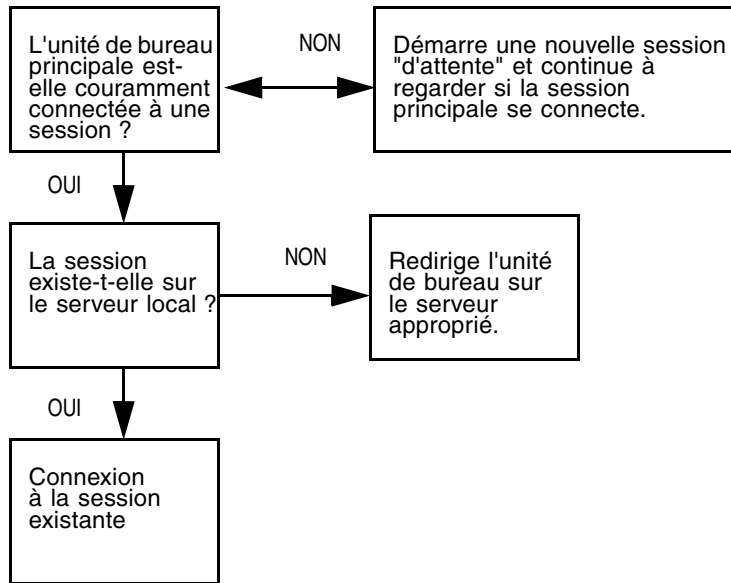 L'unité de bureau
principale est-
elle couramment
connectée à une
session ?
NON
Démarre une nouvelle session
"d'attente" et continue à
regarder si la session
principale se connecte.
OUI
La session
existe-t-elle sur
le serveur local ?
NON
Redirige l'unité
de bureau sur
le serveur
approprié.
OUI
Connexion
à la session
existante